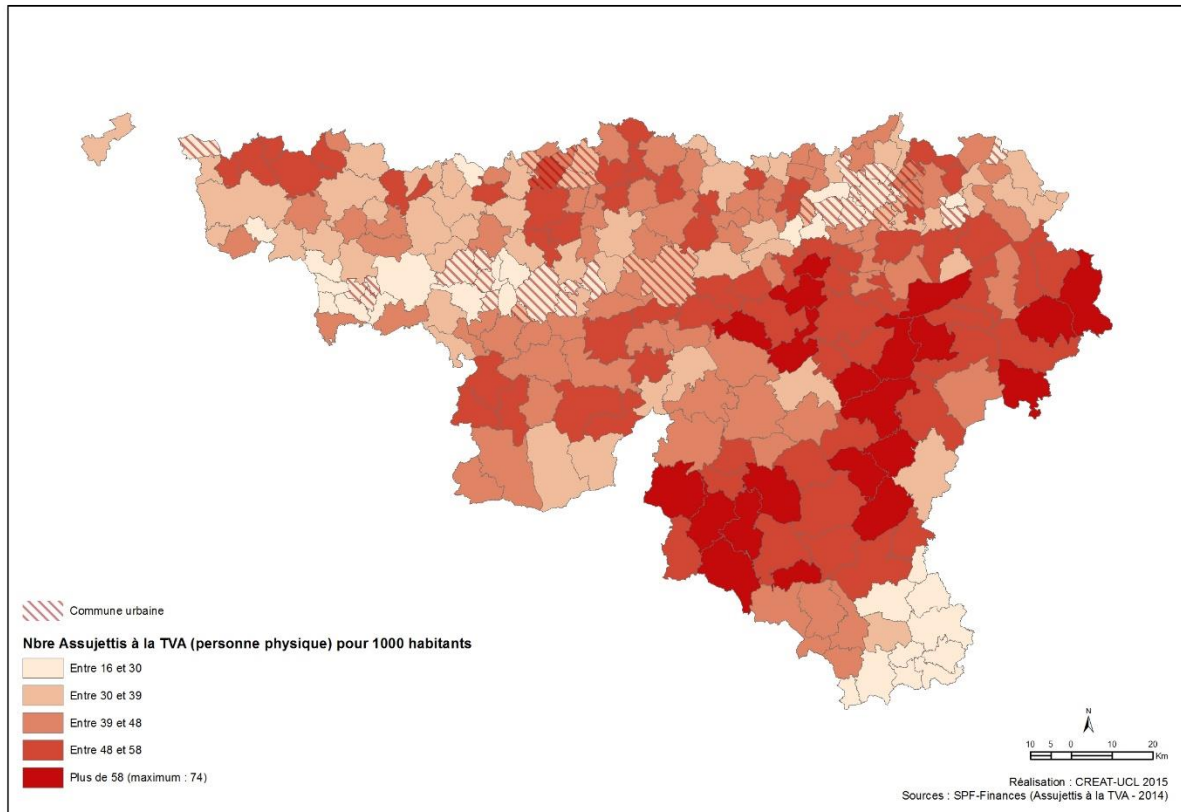 Commune urbaine
Nbre Assujettis à la TVA (personne physique) pour 1000 habitants
Entre 16 et 30
Entre 30 et 39
Entre 39 et 48
Entre 48 et 58
Plus de 58 (maximum : 74)
N
10 5 0 10 20
Km
Réalisation : CREAT-UCL 2015
Sources : SPF-Finances (Assujettis à la TVA - 2014)